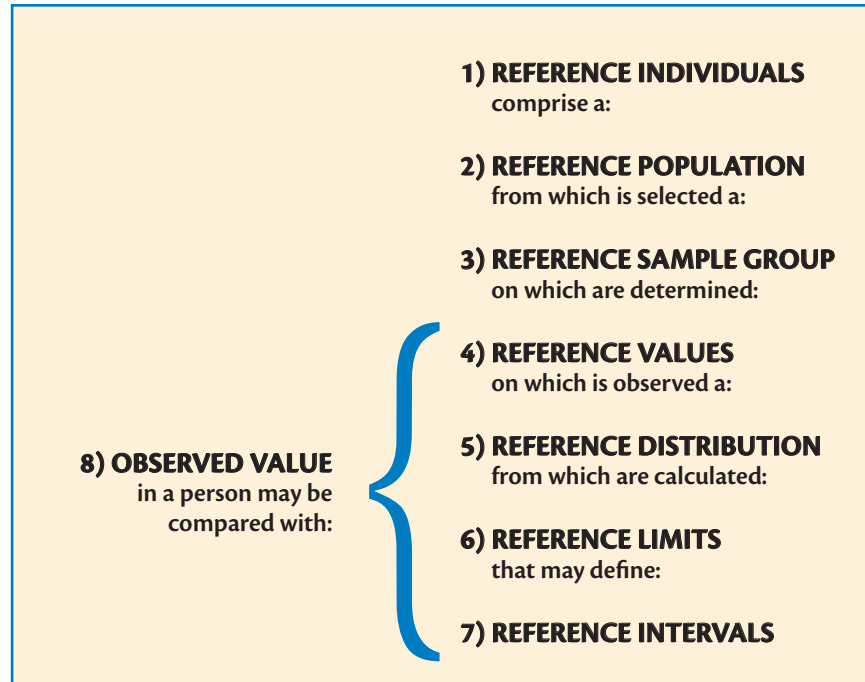 1) REFERENCE INDIVIDUALS
comprise a:
2) REFERENCE POPULATION
from which is selected a:
3) REFERENCE SAMPLE GROUP
on which are determined:
4) REFERENCE VALUES
on which is observed a:
5) REFERENCE DISTRIBUTION
from which are calculated:
6) REFERENCE LIMITS
that may define:
7) REFERENCE INTERVALS
8) OBSERVED VALUE
in a person may be
compared with: